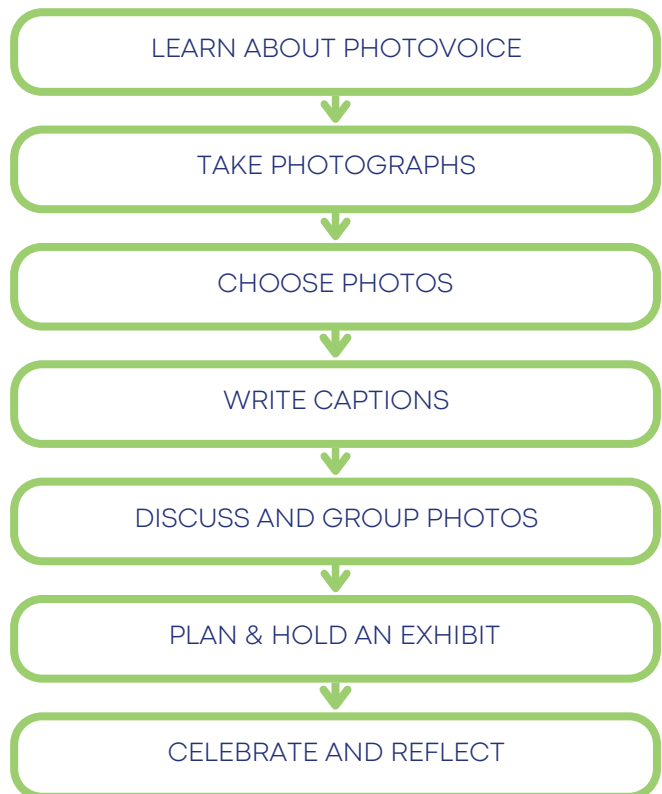 LEARN ABOUT PHOTOVOICE
TAKE PHOTOGRAPHS
CHOOSE PHOTOS
WRITE CAPTIONS
DISCUSS AND GROUP PHOTOS
PLAN & HOLD AN EXHIBIT
CELEBRATE AND REFLECT